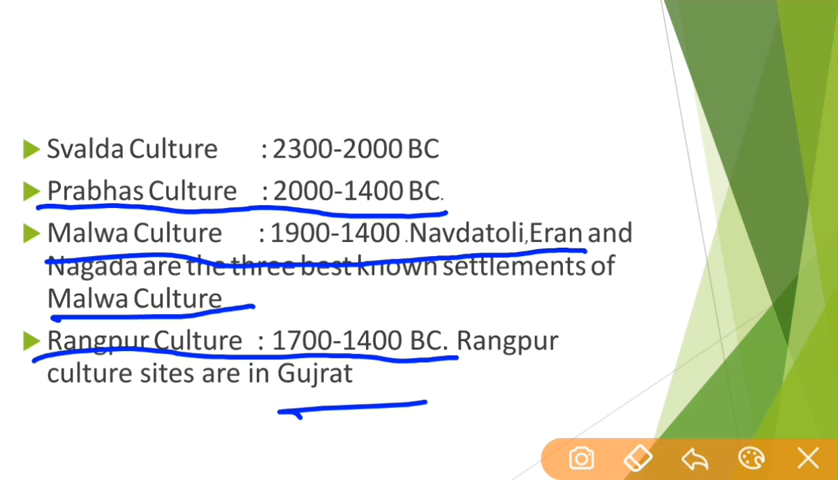 Svalda Culture : 2300-2000 BC
Prabhas Culture : 2000-1400 BC.
Malwa Culture : 1900-1400 .Navdatoli,Eran and
Nagada are the three best known settlements of
Malwa Culture
Rangpur Culture : 1700-1400 BC. Rangpur
culture sites are in Gujrat